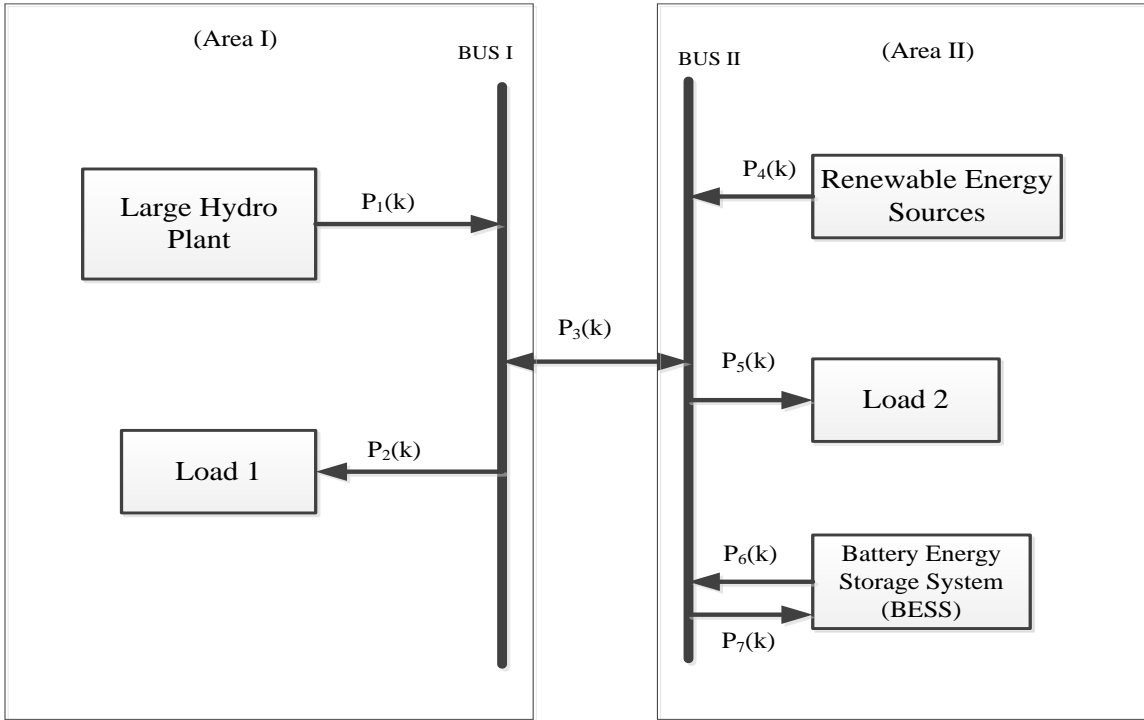 (Area I)
BUS I
Large Hydro
Plant
P₁(k)
Load 1
P₂(k)
P₃(k)
(Area II)
BUS II
P₄(k)
Renewable Energy
Sources
P₅(k)
Load 2
P₆(k)
Battery Energy
Storage System
(BESS)
P₇(k)